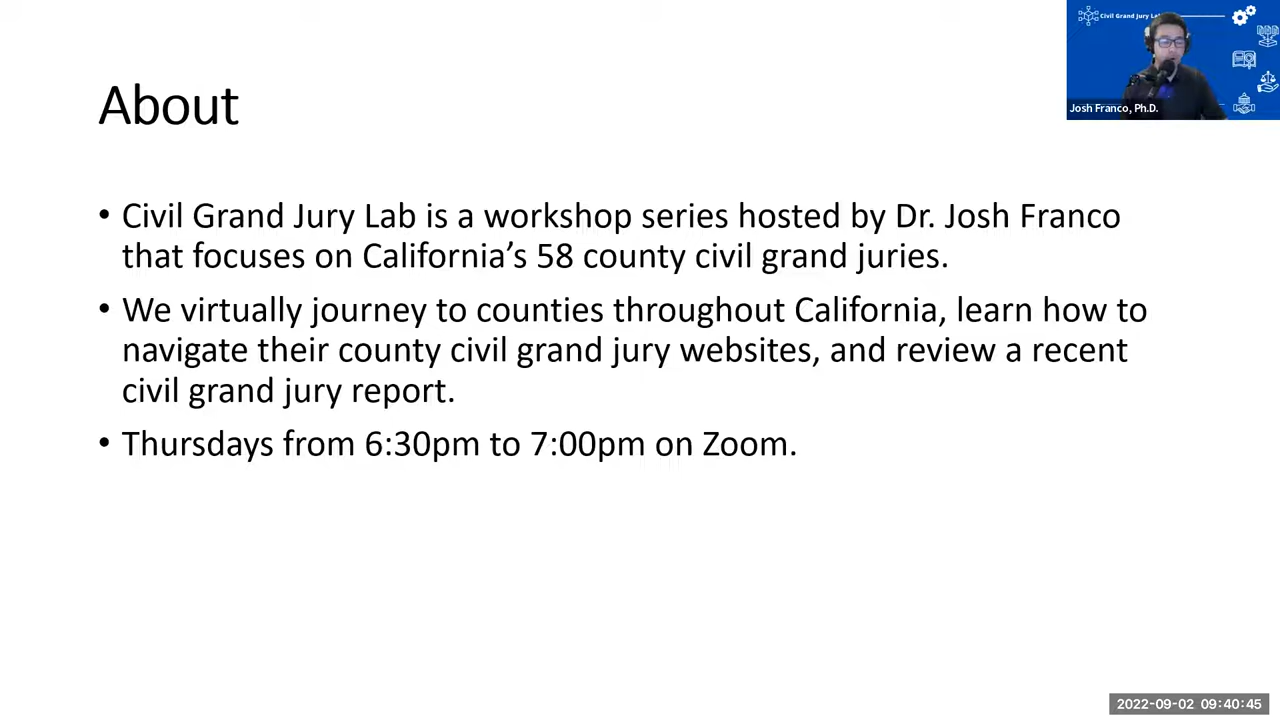 Civil Grand Jury
Josh Franco, Ph.D.
About
• Civil Grand Jury Lab is a workshop series hosted by Dr. Josh Franco
that focuses on California’s 58 county civil grand juries.
• We virtually journey to counties throughout California, learn how to
navigate their county civil grand jury websites, and review a recent
civil grand jury report.
• Thursdays from 6:30pm to 7:00pm on Zoom.
2022-09-02 09:40:45